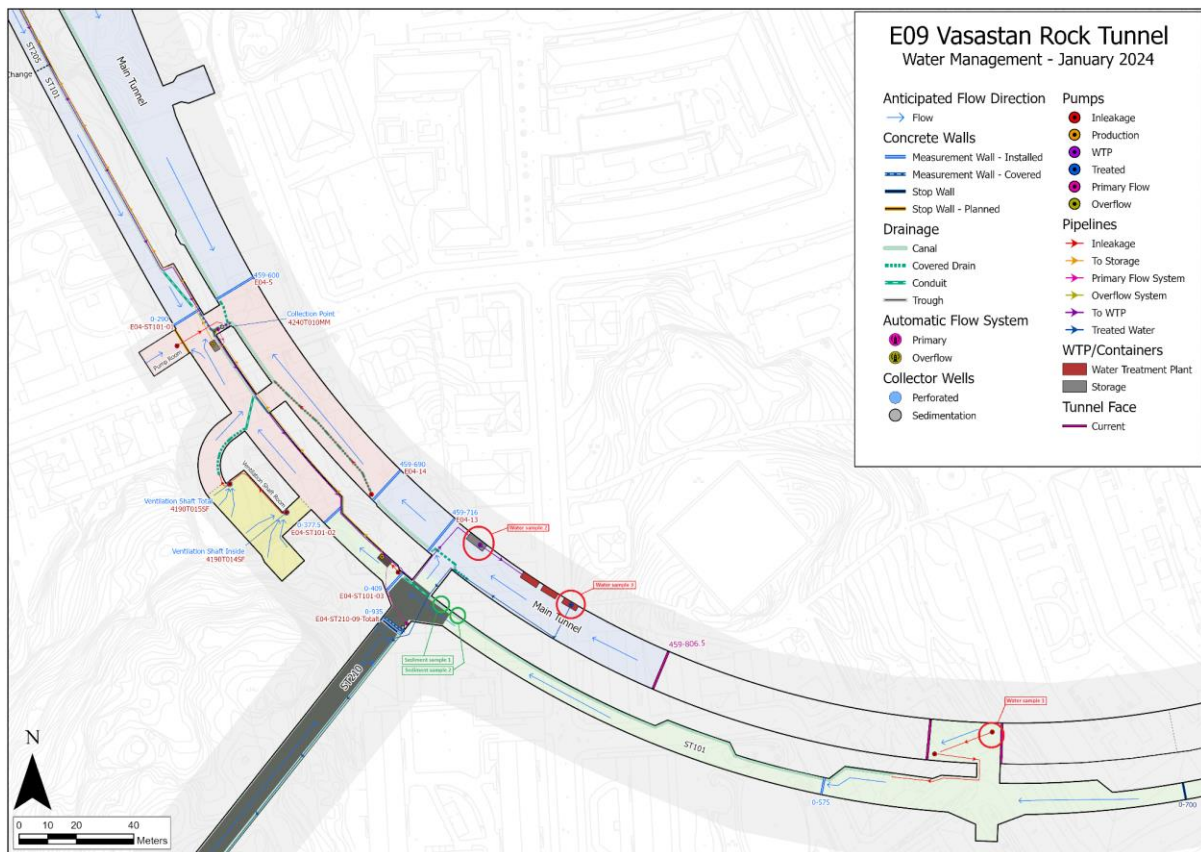 E09 Vasastan Rock Tunnel
Water Management - January 2024
Anticipated Flow Direction
Flow
Concrete Walls
Measurement Wall - Installed
Measurement Wall - Covered
Stop Wall
Stop Wall - Planned
Drainage
Canal
Covered Drain
Conduit
Trough
Automatic Flow System
Primary
Overflow
Collector Wells
Perforated
Sedimentation
Pumps
Inleakage
Production
WTP
Treated
Primary Flow
Overflow
Pipelines
Inleakage
To Storage
Primary Flow System
Overflow System
To WTP
Treated Water
WTP/Containers
Water Treatment Plant
Storage
Tunnel Face
Current
ST205
ST101
Change
Main Tunnel
459-600
E04-5
0-290
E04-ST101-01
Collection Point
4240T010MM
Pump Room
459-690
E04-14
Ventilation Shaft Room
Ventilation Shaft Total
4190T015SF
0-377.5
E04-ST101-02
Ventilation Shaft Inside
4190T014SF
459-716
E04-13
Water sample 2
Water sample 3
0-409
E04-ST101-03
0-935
E04-ST210-09-Totalt
Main Tunnel
459-806.5
Sediment sample 1
Sediment sample 2
ST210
Water sample 1
ST101
0-575
0-700
N
0 10 20 40
Meters